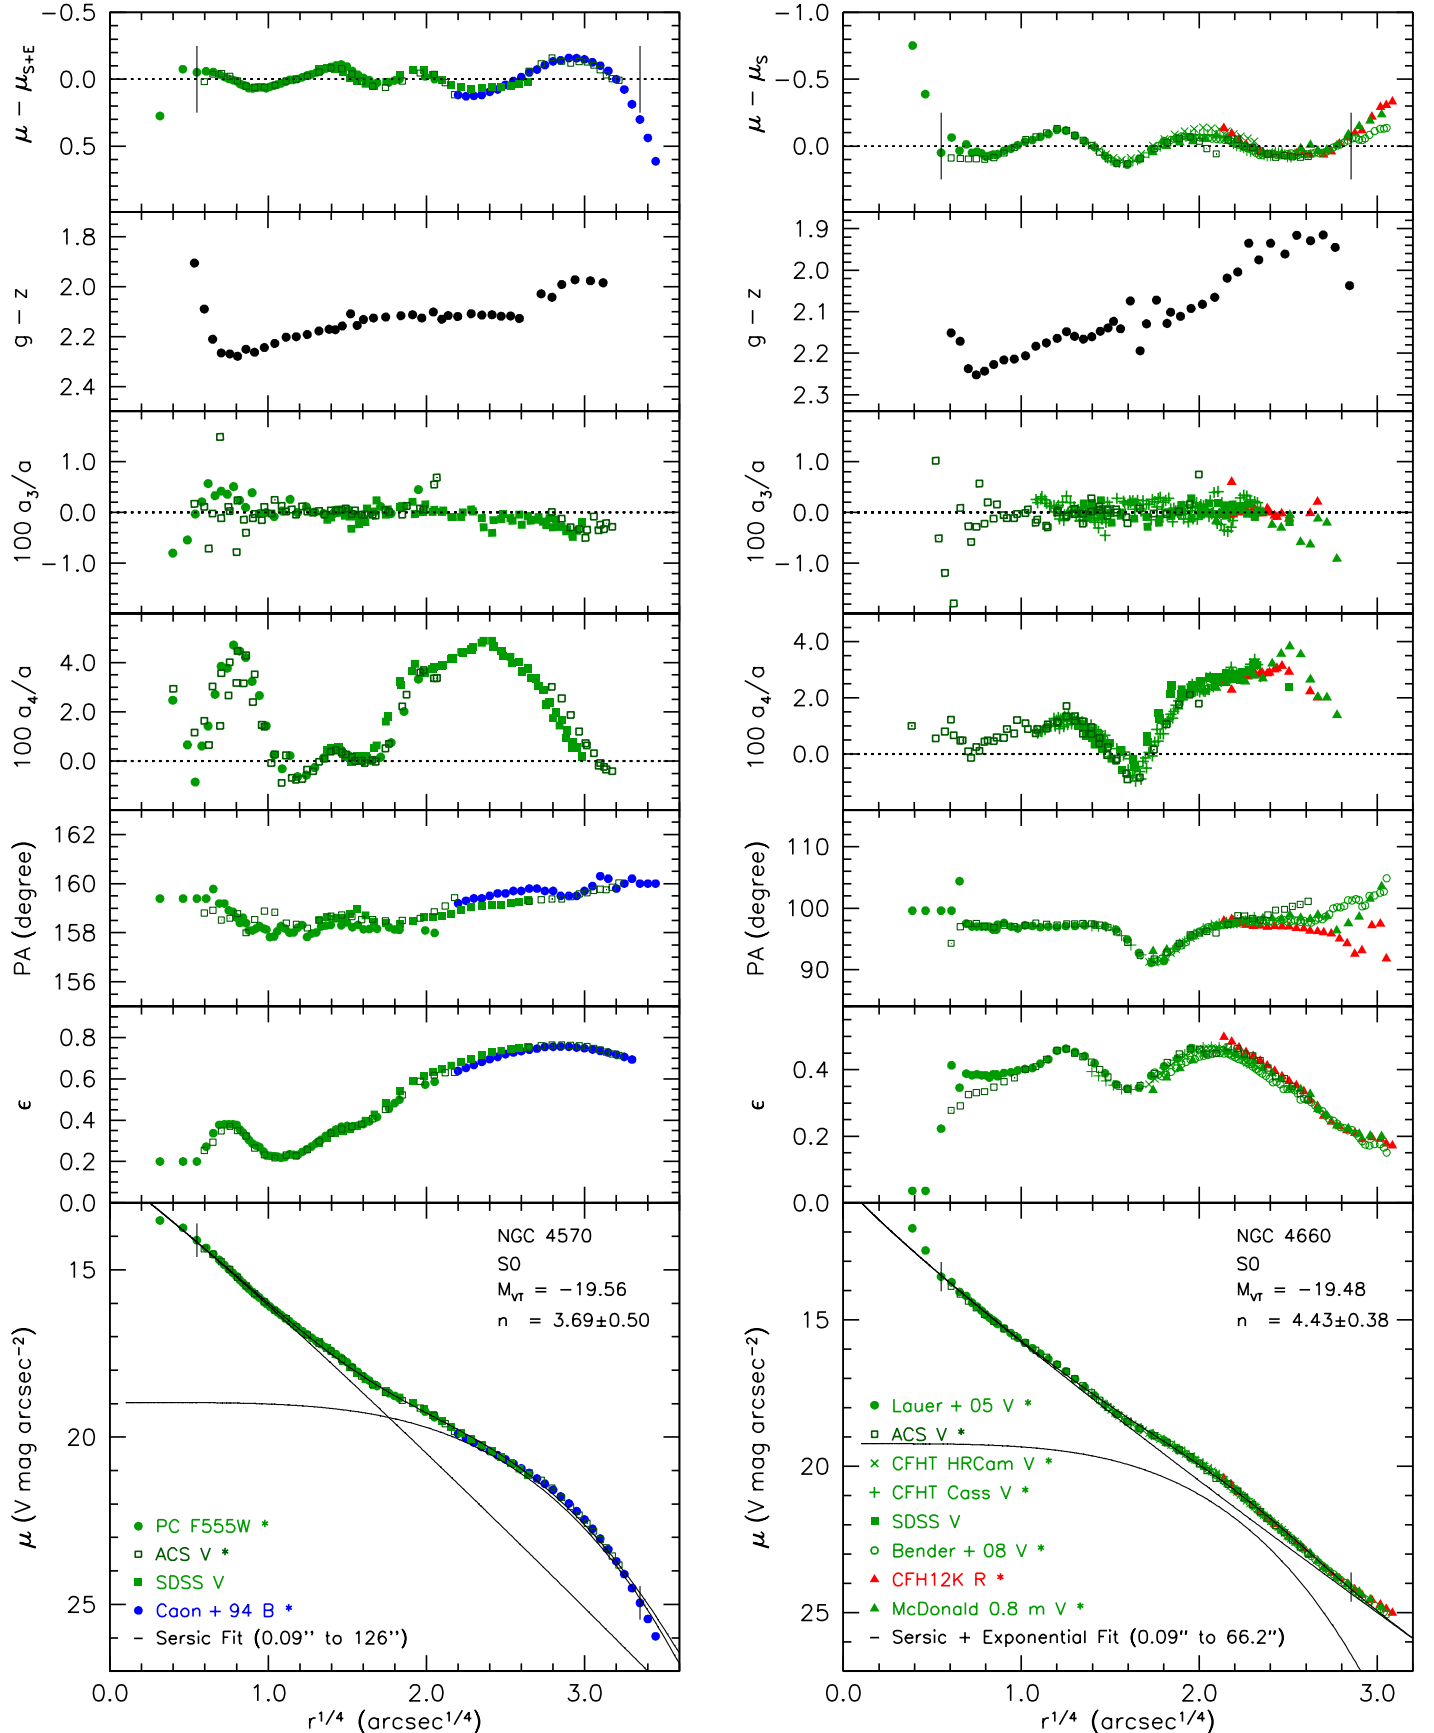 −0.5
0.0
0.5
μ − μS+E
1.8
2.0
2.2
2.4
g − z
1.0
0.0
−1.0
100 a3/a
4.0
2.0
0.0
100 a4/a
162
160
158
156
PA (degree)
0.8
0.6
0.4
0.2
0.0
ϵ
15
20
25
μ (V mag arcsec−2)
NGC 4570
S0
MVT = −19.56
n = 3.69±0.50
PC F555W *
ACS V *
SDSS V
Caon + 94 B *
− Sersic Fit (0.09'' to 126'')
0.0 1.0 2.0 3.0
r1/4 (arcsec1/4)
−1.0
−0.5
0.0
μ − μS
1.9
2.0
2.1
2.2
2.3
g − z
1.0
0.0
−1.0
100 a3/a
4.0
2.0
0.0
100 a4/a
110
100
90
PA (degree)
0.4
0.2
0.0
ϵ
15
20
25
μ (V mag arcsec−2)
NGC 4660
S0
MVT = −19.48
n = 4.43±0.38
Lauer + 05 V *
ACS V *
CFHT HRCam V *
CFHT Cass V *
SDSS V
Bender + 08 V *
CFH12K R *
McDonald 0.8 m V *
− Sersic + Exponential Fit (0.09'' to 66.2'')
0.0 1.0 2.0 3.0
r1/4 (arcsec1/4)